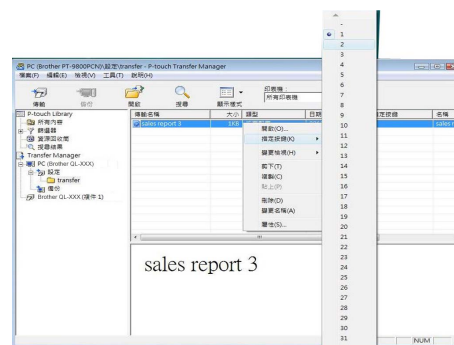 PC (Brother PT-9800PCN)\設定\transfer - P-touch Transfer Manager
檔案(F) 編輯(E) 檢視(V) 工具(T) 說明(H)
傳輸 備份 開啟 搜尋 顯示樣式
印表機:
所有印表機
P-touch Library
所有內容
篩選器
資源回收筒
搜尋結果
Transfer Manager
PC (Brother QL-XXX)
設定
transfer
備份
Brother QL-XXX (複件 1)
傳輸名稱 大小 類型 日期 指定按鍵 名稱
sales report 3 1KB
開啟(O)...
指定按鍵(K)
變更檢視(H)
剪下(T)
複製(C)
貼上(P)
刪除(D)
變更名稱(A)
屬性(S)...
-
1
2
3
4
5
6
7
8
9
10
11
12
13
14
15
16
17
18
19
20
21
22
23
24
25
26
27
28
29
30
31
sales report 3
NUM